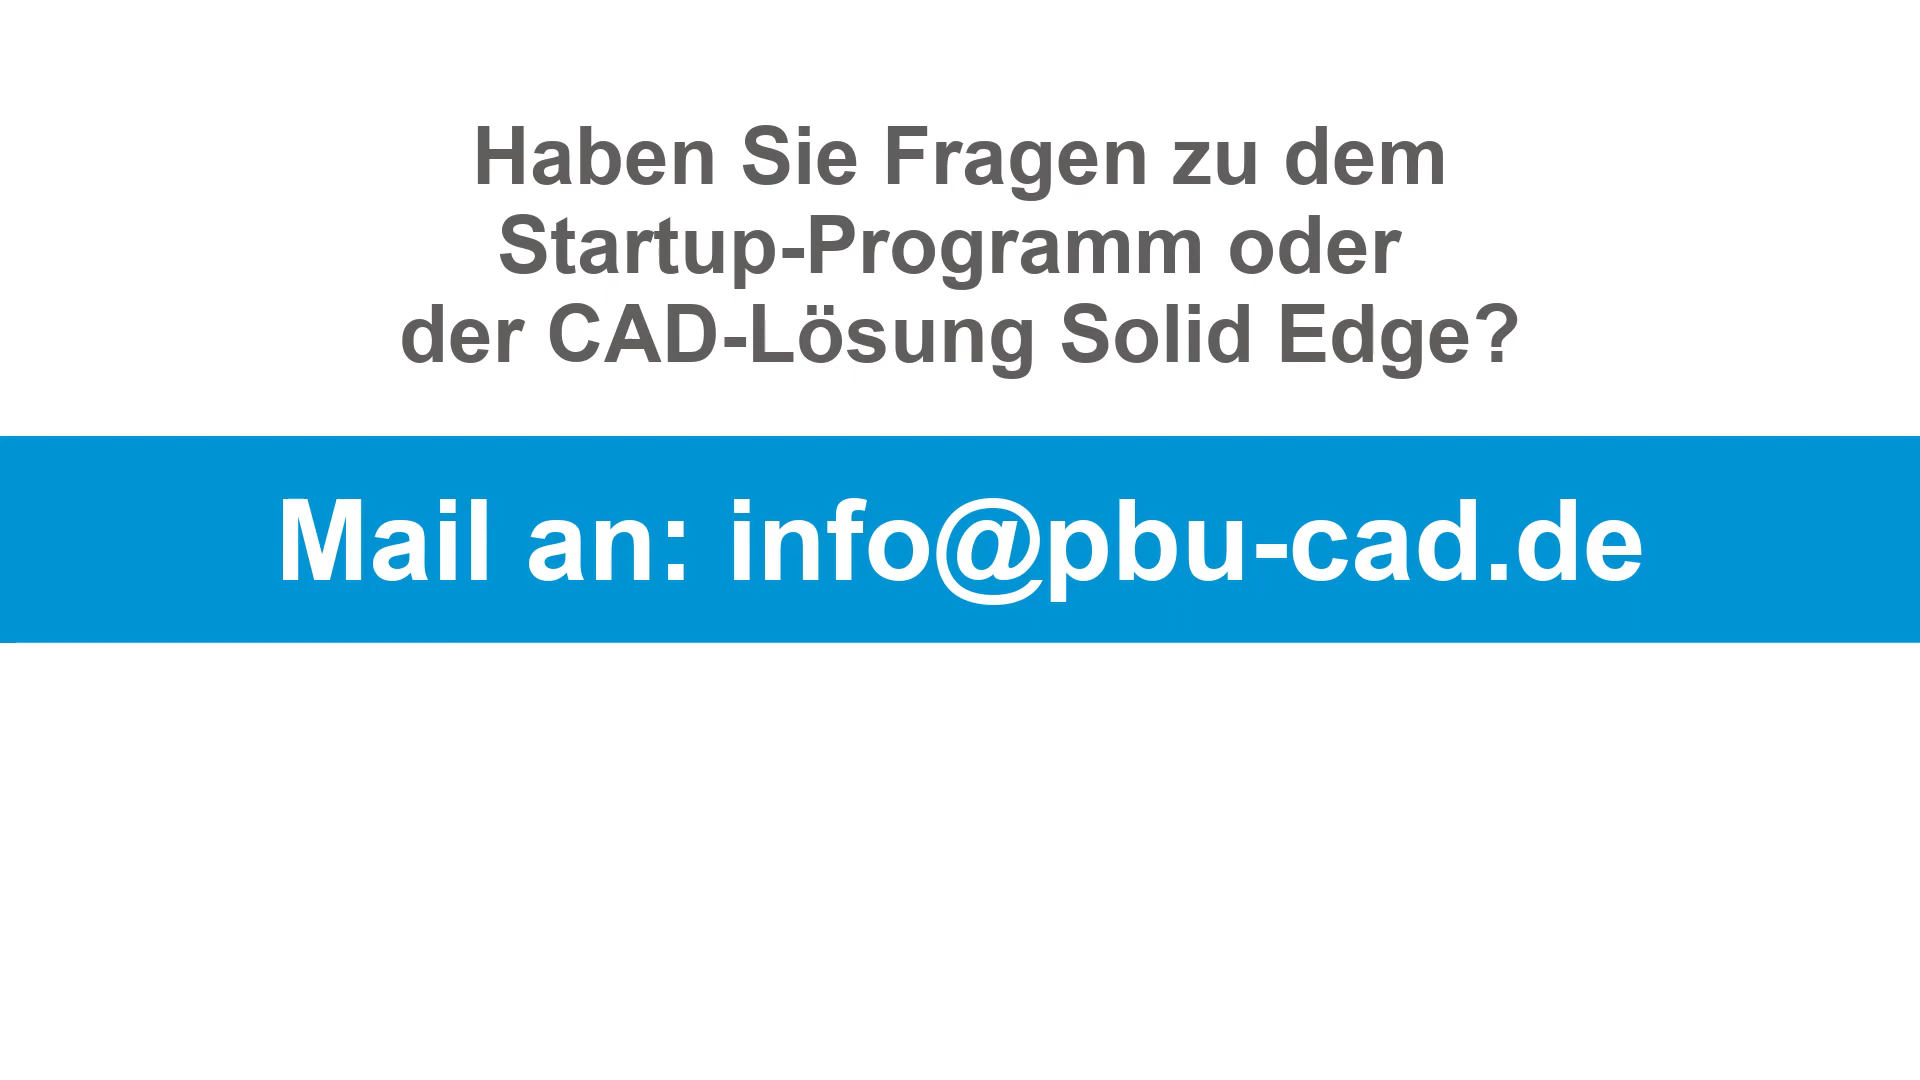 Haben Sie Fragen zu dem
Startup-Programm oder
der CAD-Lösung Solid Edge?
Mail an: info@pbu-cad.de